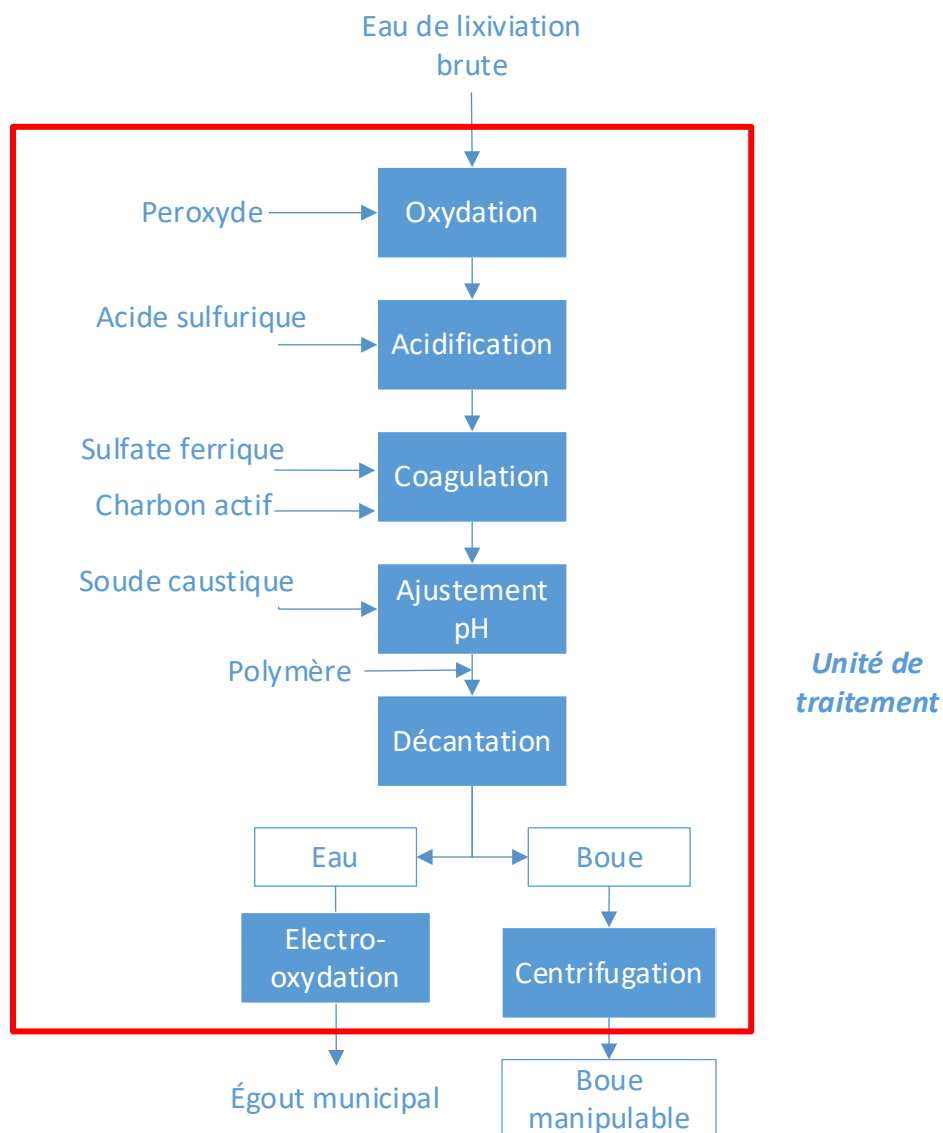 Eau de lixiviation
brute
Peroxyde
Oxydation
Acide sulfurique
Acidification
Sulfate ferrique
Charbon actif
Coagulation
Soude caustique
Ajustement
pH
Polymère
Unité de
traitement
Décantation
Eau
Boue
Electro-
oxydation
Centrifugation
Égout municipal
Boue
manipulable